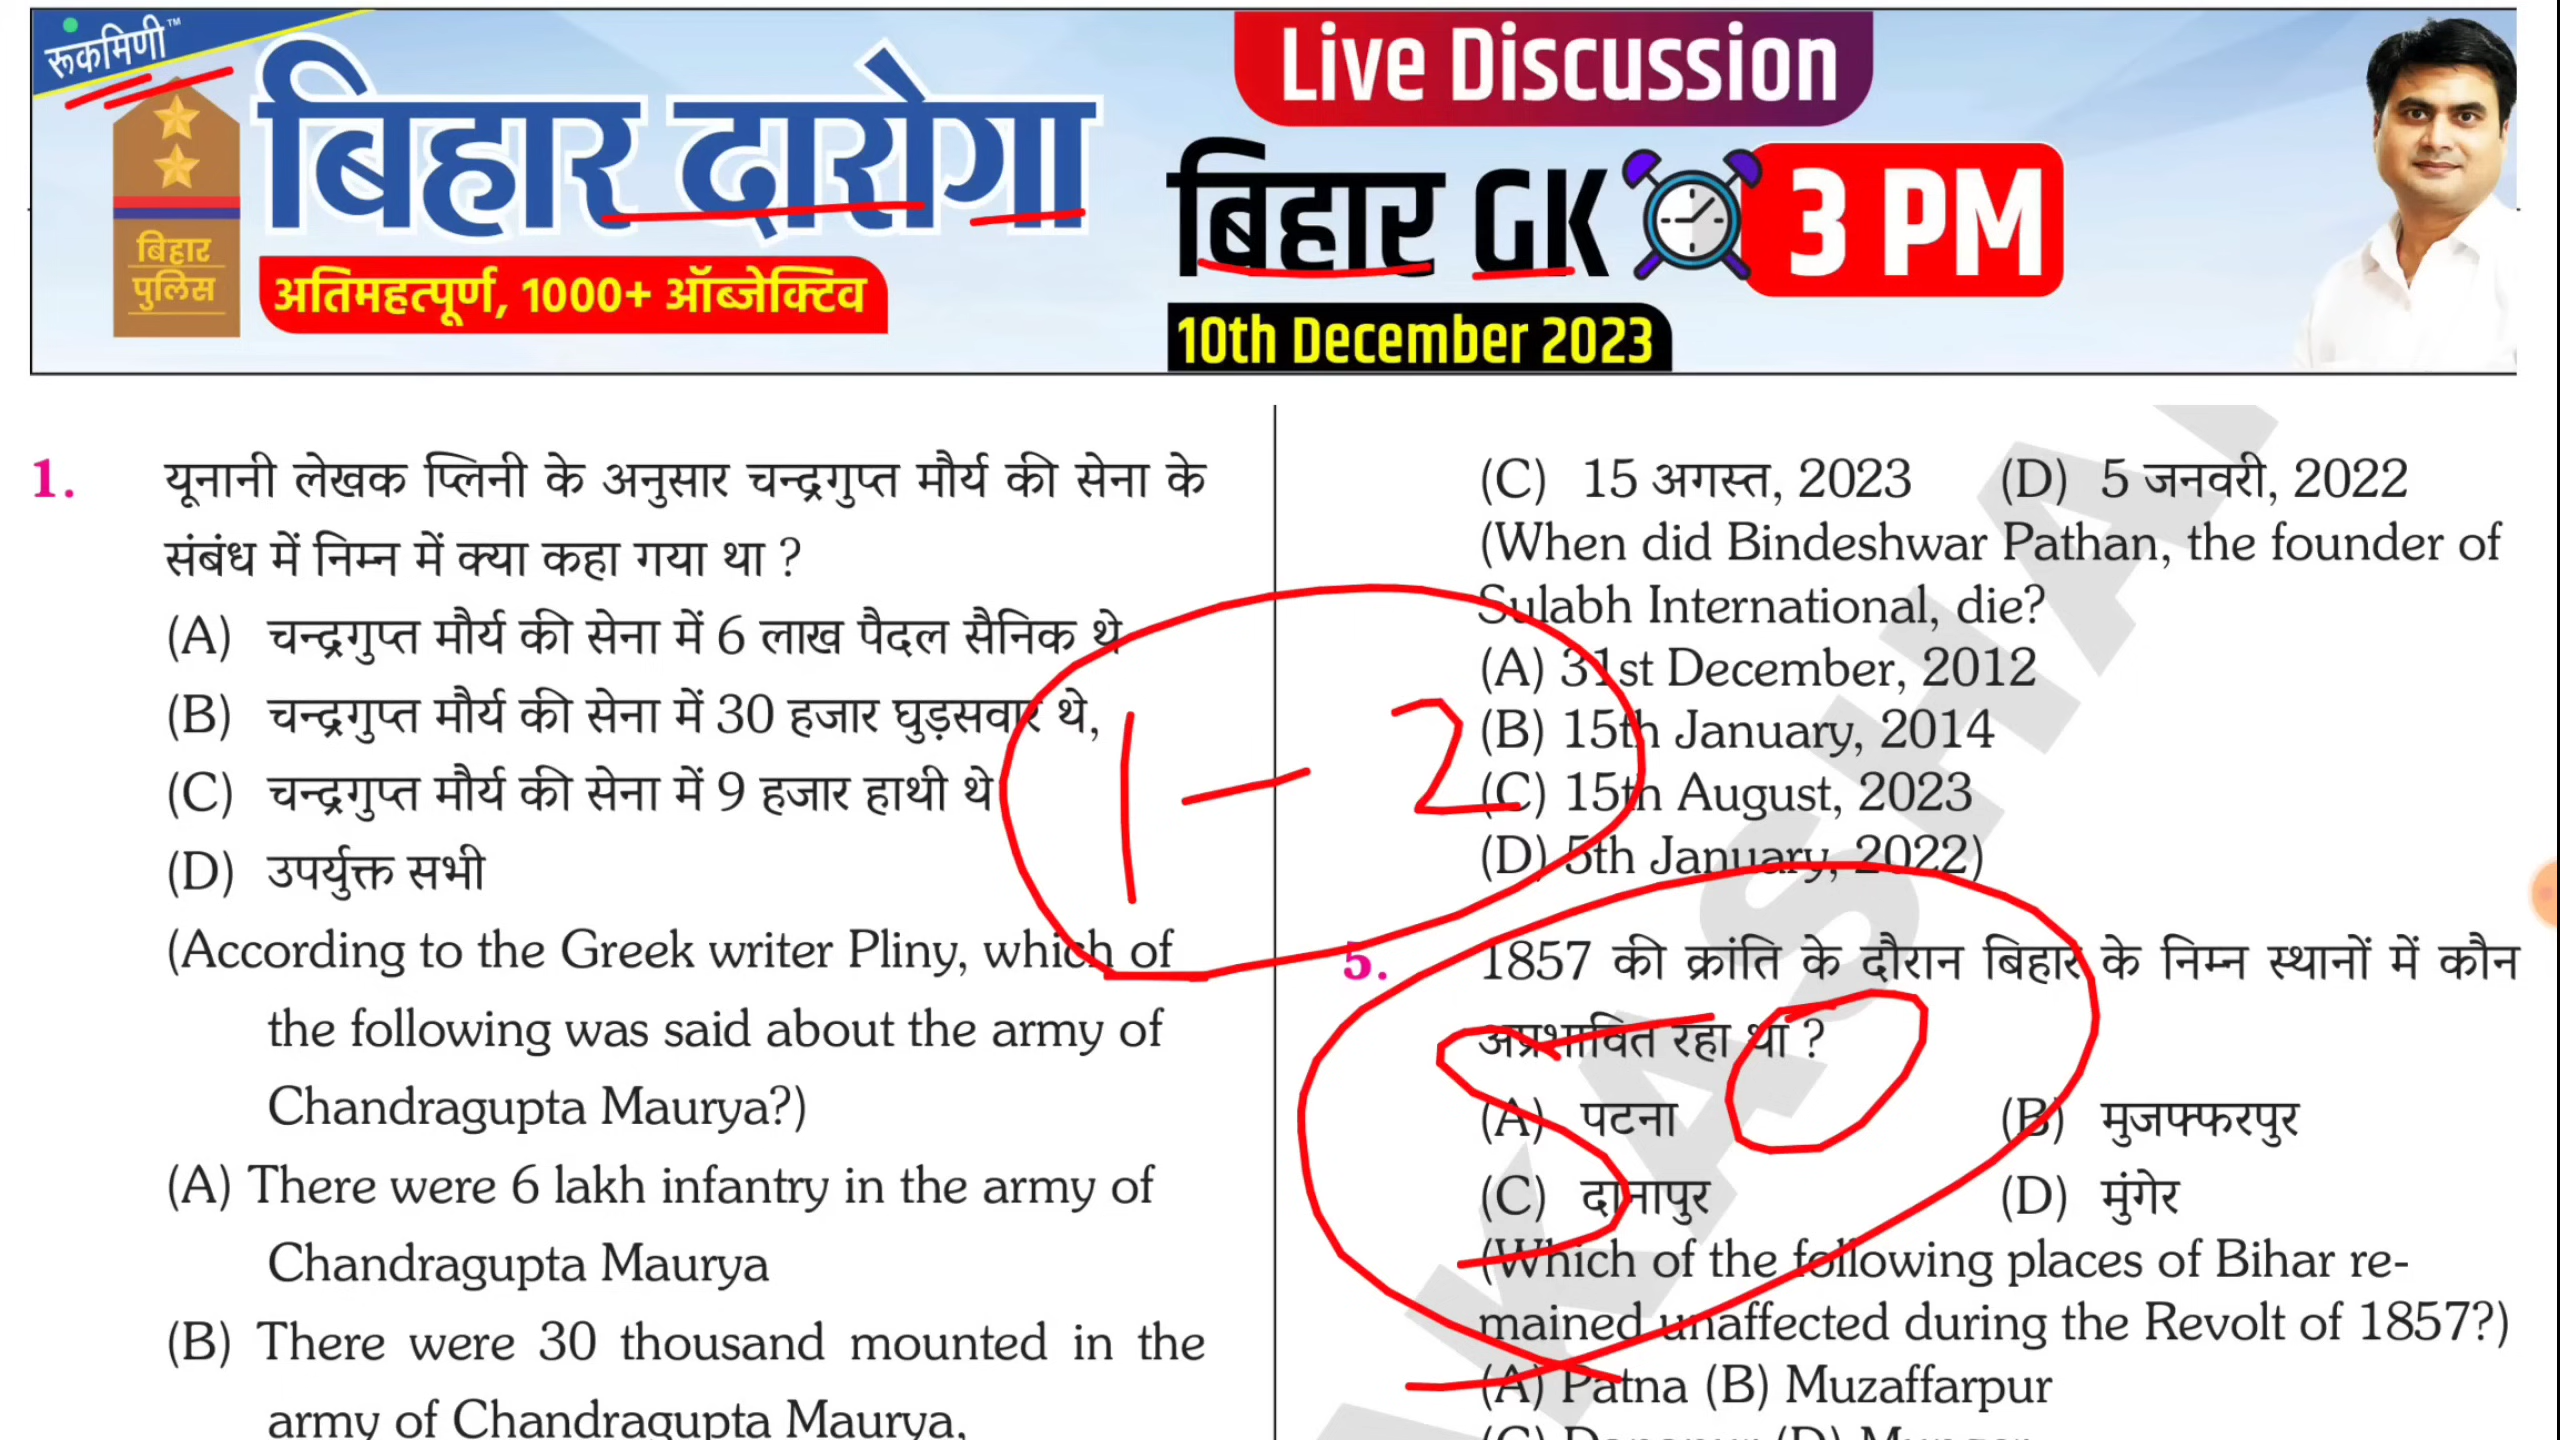 रूकमिणी™
बिहार दारोगा
बिहार
पुलिस
अतिमहत्पूर्ण, 1000+ ऑब्जेक्टिव
Live Discussion
बिहार GK 3 PM
10th December 2023
1. यूनानी लेखक प्लिनी के अनुसार चन्द्रगुप्त मौर्य की सेना के
संबंध में निम्न में क्या कहा गया था ?
(A) चन्द्रगुप्त मौर्य की सेना में 6 लाख पैदल सैनिक थे
(B) चन्द्रगुप्त मौर्य की सेना में 30 हजार घुड़सवार थे,
(C) चन्द्रगुप्त मौर्य की सेना में 9 हजार हाथी थे
(D) उपर्युक्त सभी
(According to the Greek writer Pliny, which of
the following was said about the army of
Chandragupta Maurya?)
(A) There were 6 lakh infantry in the army of
Chandragupta Maurya
(B) There were 30 thousand mounted in the
army of Chandragupta Maurya,
1 - 2
(C) 15 अगस्त, 2023 (D) 5 जनवरी, 2022
(When did Bindeshwar Pathan, the founder of
Sulabh International, die?
(A) 31st December, 2012
(B) 15th January, 2014
(C) 15th August, 2023
(D) 5th January, 2022)
5. 1857 की क्रांति के दौरान बिहार के निम्न स्थानों में कौन
अप्रभावित रहा था ?
(A) पटना (B) मुजफ्फरपुर
(C) दानापुर (D) मुंगेर
(Which of the following places of Bihar re-
mained unaffected during the Revolt of 1857?)
(A) Patna (B) Muzaffarpur
(C) Danapur (D) Munger
50